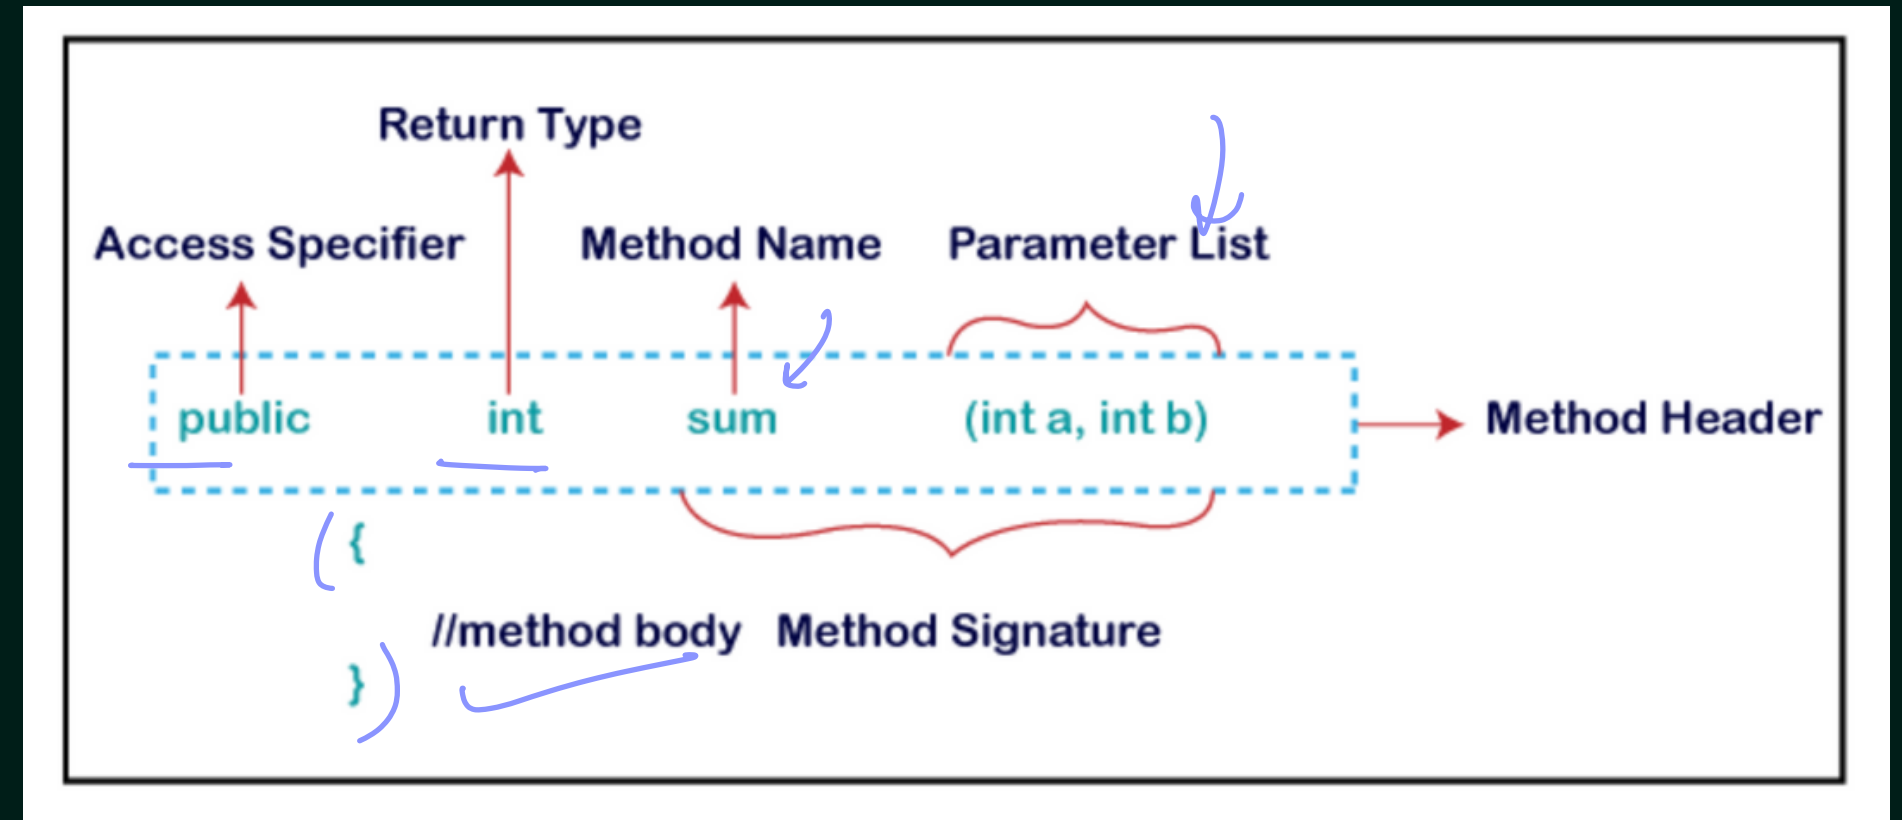 Return Type
Access Specifier Method Name Parameter List
public int sum (int a, int b) Method Header
{
//method body Method Signature
}